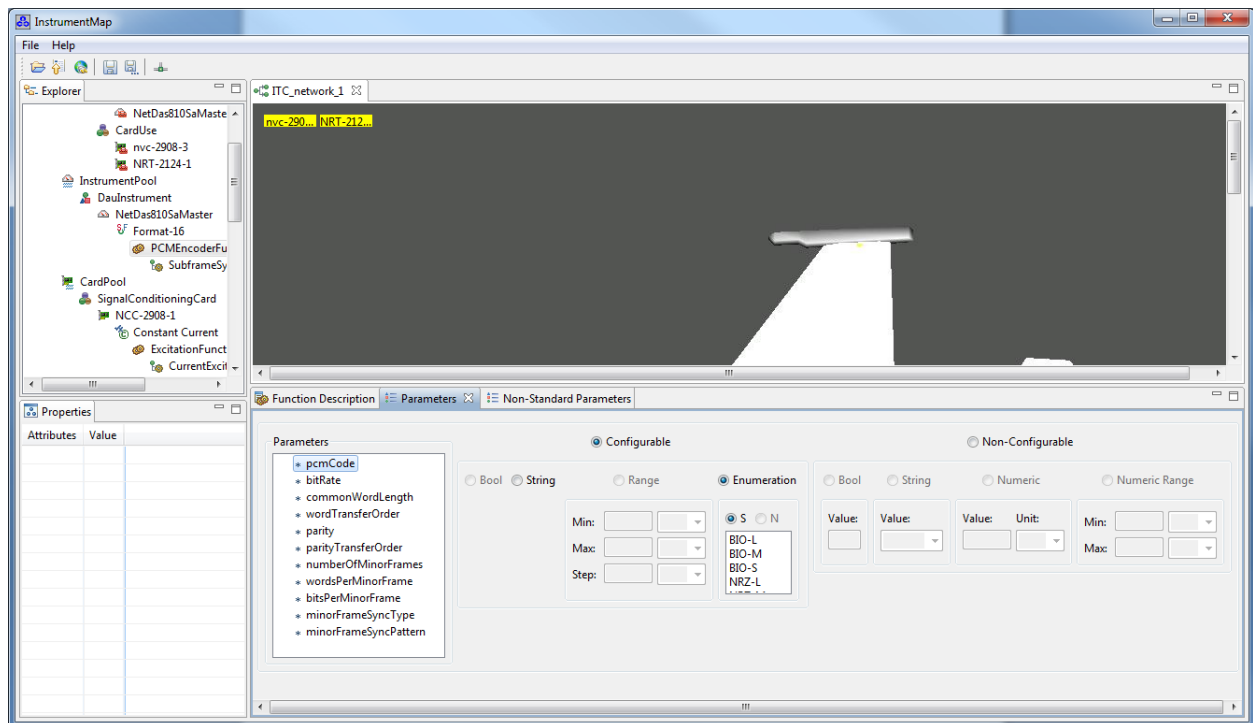 InstrumentMap
File Help
Explorer
NetDas810SaMaste
CardUse
nvc-2908-3
NRT-2124-1
InstrumentPool
DauInstrument
NetDas810SaMaster
Format-16
PCMEncoderFu
SubframeSy
CardPool
SignalConditioningCard
NCC-2908-1
Constant Current
ExcitationFunct
CurrentExcit
ITC_network_1
nvc-290... NRT-212...
Properties
Attributes Value
Function Description Parameters Non-Standard Parameters
Parameters
pcmCode
bitRate
commonWordLength
wordTransferOrder
parity
parityTransferOrder
numberOfMinorFrames
wordsPerMinorFrame
bitsPerMinorFrame
minorFrameSyncType
minorFrameSyncPattern
Configurable
Bool String Range Enumeration
Min:
Max:
Step:
S N
BIO-L
BIO-M
BIO-S
NRZ-L
Non-Configurable
Bool String Numeric Numeric Range
Value: Value: Value: Unit: Min:
Max: